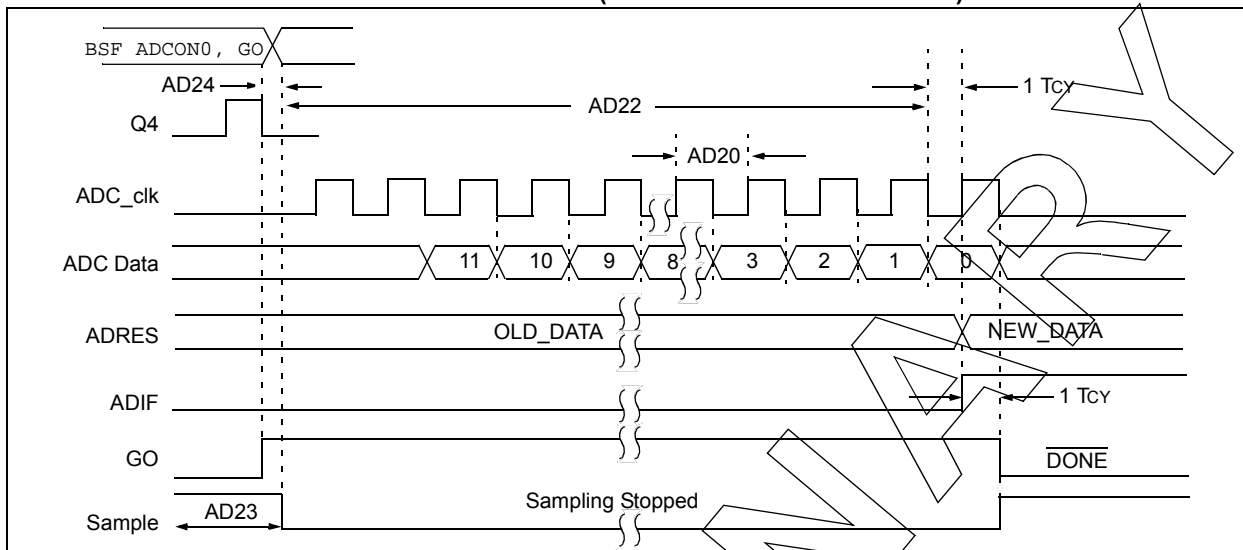 BSF ADCON0, GO
AD24
AD22
1 TCY
Q4
AD20
ADC_clk
ADC Data 11 10 9 8 3 2 1 0
ADRES OLD_DATA NEW_DATA
ADIF 1 TCY
GO DONE
Sample AD23 Sampling Stopped